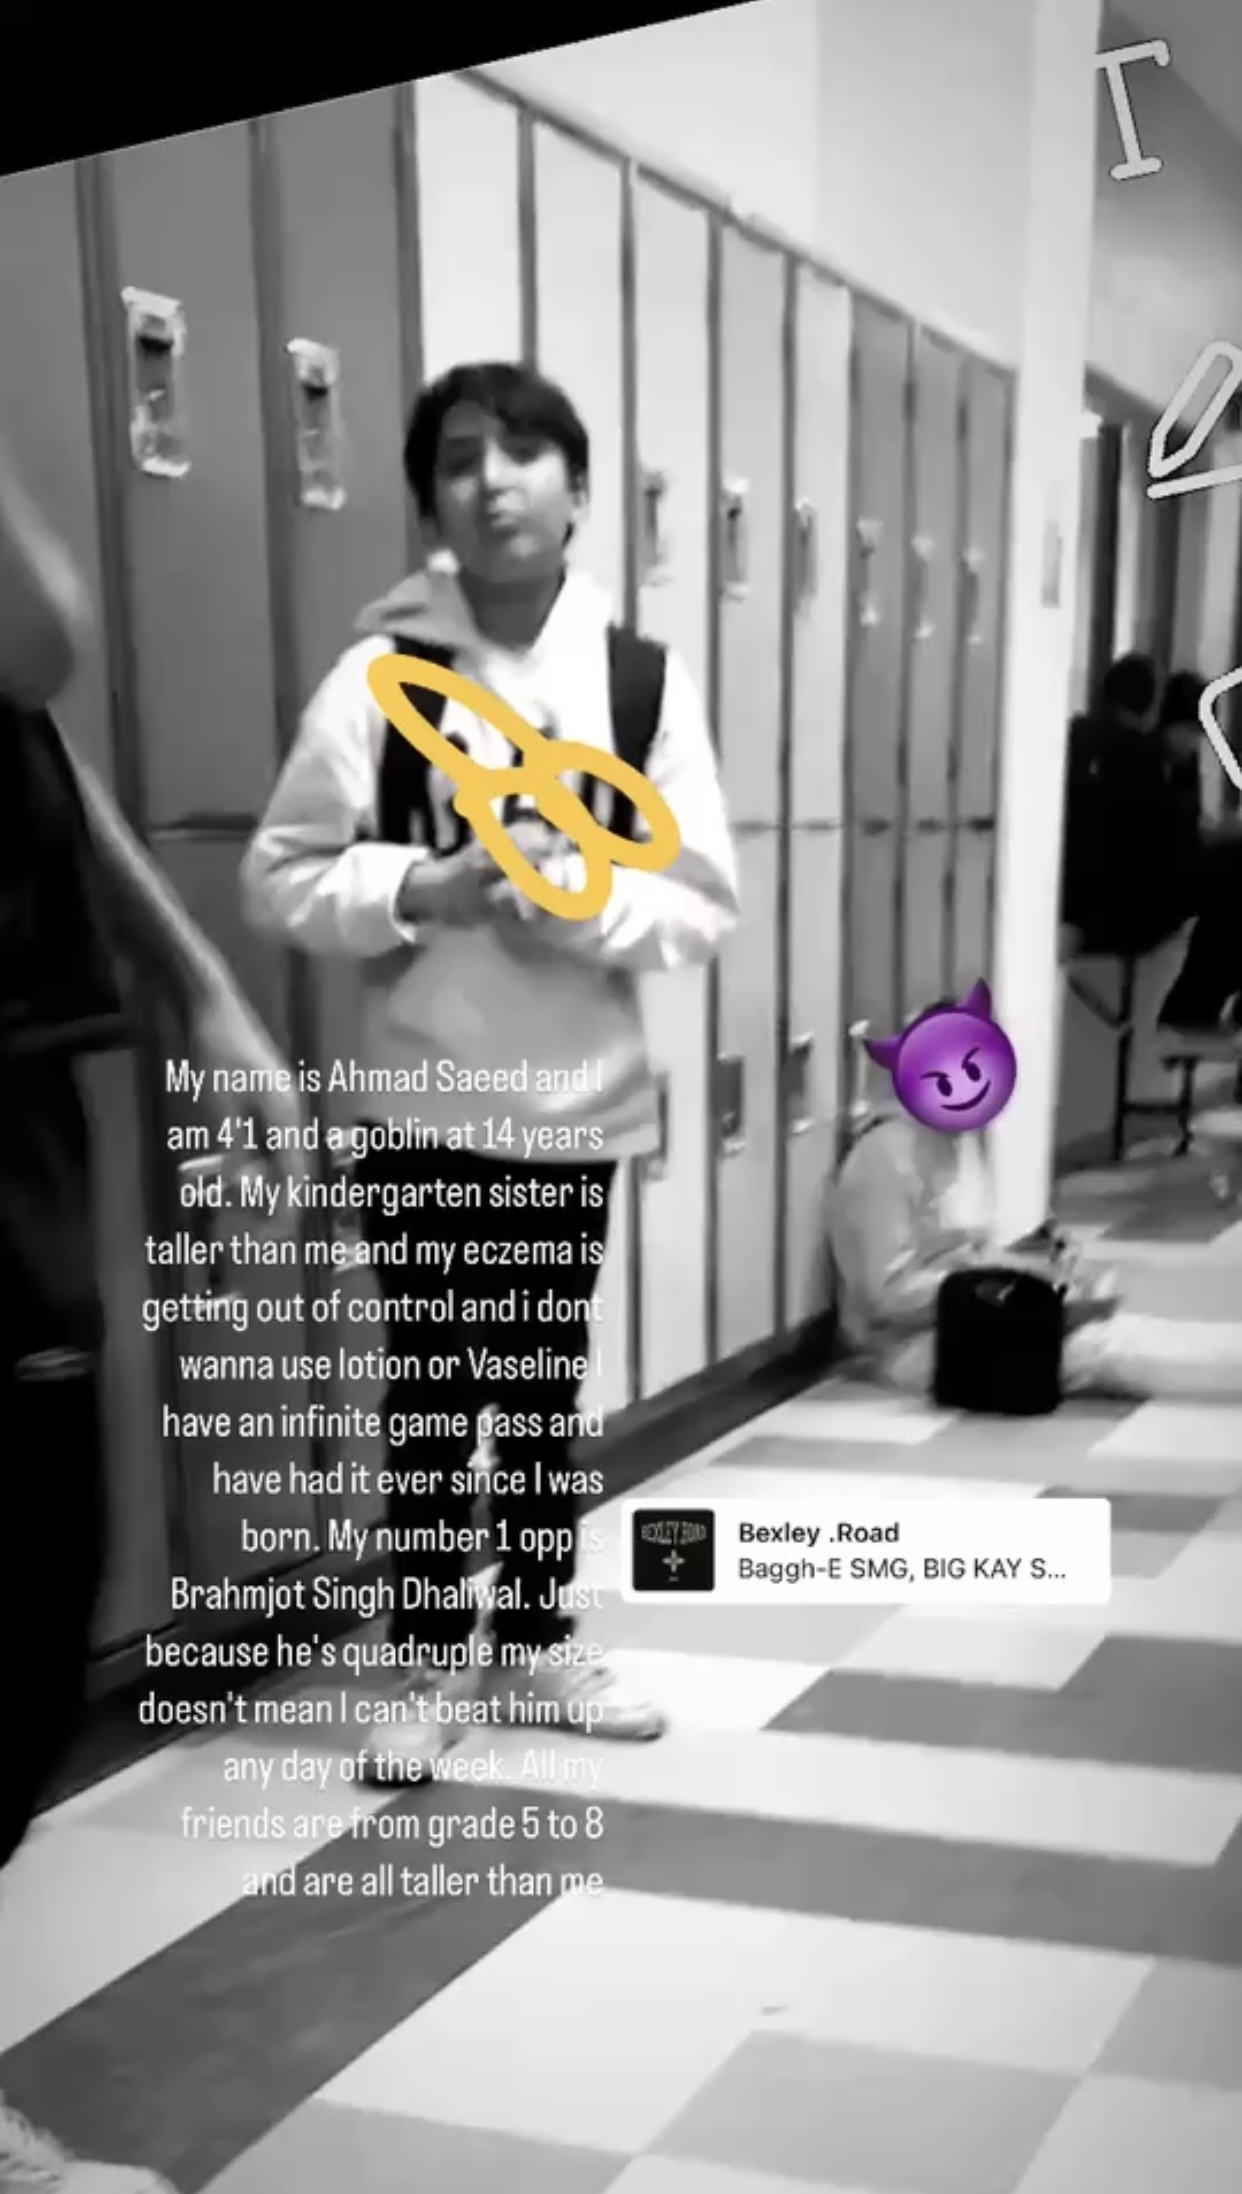 My name is Ahmad Saeed and I
am 4'1 and a goblin at 14 years
old. My kindergarten sister is
taller than me and my eczema is
getting out of control and i dont
wanna use lotion or Vaseline I
have an infinite game pass and
have had it ever since I was
born. My number 1 opp is
Brahmjot Singh Dhaliwal. Just
because he's quadruple my size
doesn't mean I can't beat him up
any day of the week. All my
friends are from grade 5 to 8
and are all taller than me
BEXLEY ROAD
Bexley .Road
Baggh-E SMG, BIG KAY S...